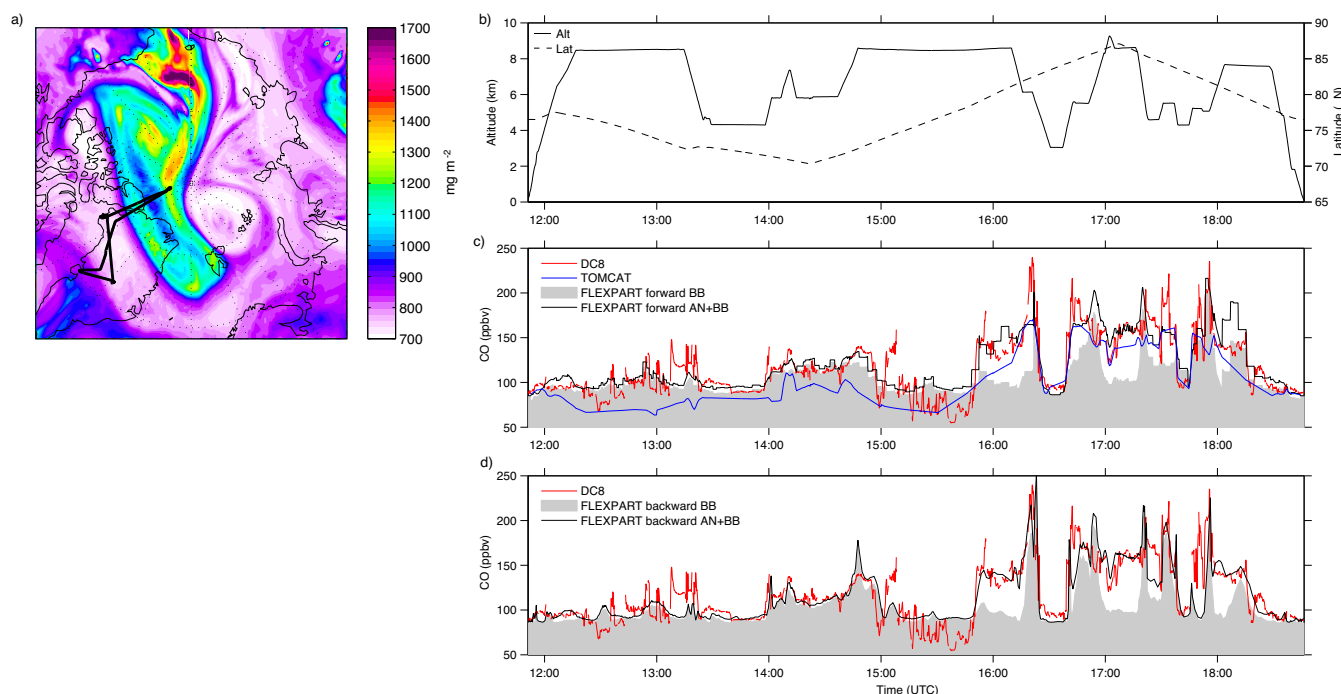 a)
1700
1600
1500
1400
1300
1200
1100
1000
900
800
700
mg m⁻²
b)
Alt
Lat
10
8
6
4
2
0
Altitude (km)
90
85
80
75
70
65
Latitude (°N)
12:00 13:00 14:00 15:00 16:00 17:00 18:00
c)
DC8
TOMCAT
FLEXPART forward BB
FLEXPART forward AN+BB
250
200
150
100
50
CO (ppbv)
12:00 13:00 14:00 15:00 16:00 17:00 18:00
d)
DC8
FLEXPART backward BB
FLEXPART backward AN+BB
250
200
150
100
50
CO (ppbv)
12:00 13:00 14:00 15:00 16:00 17:00 18:00
Time (UTC)